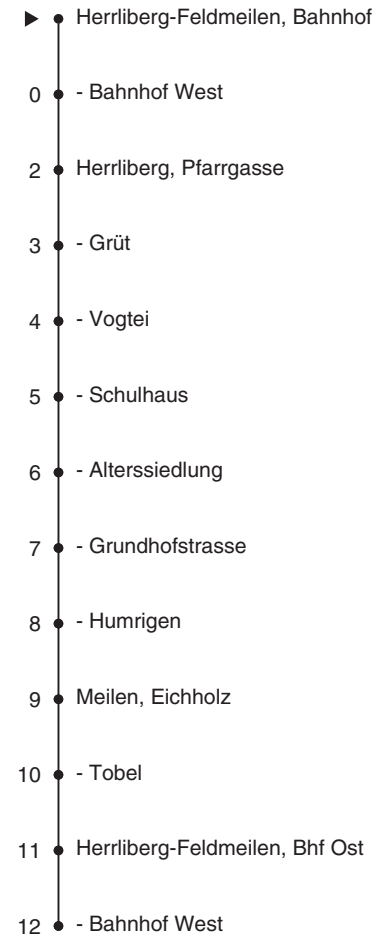 Herrliberg-Feldmeilen, Bahnhof
0 - Bahnhof West
2 Herrliberg, Pfarrgasse
3 - Grüt
4 - Vogtei
5 - Schulhaus
6 - Alterssiedlung
7 - Grundhofstrasse
8 - Humrigen
9 Meilen, Eichholz
10 - Tobel
11 Herrliberg-Feldmeilen, Bhf Ost
12 - Bahnhof West